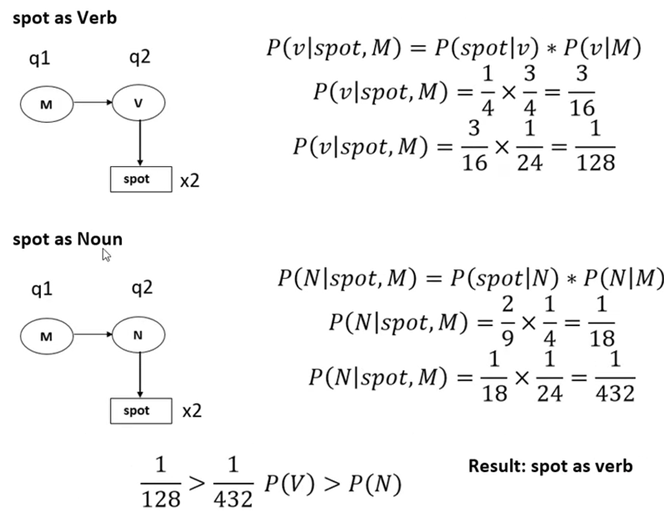 spot as Verb
q1 q2
M V
spot x2
P(v|spot, M) = P(spot|v) * P(v|M)
P(v|spot, M) = 1/4 × 3/4 = 3/16
P(v|spot, M) = 3/16 × 1/24 = 1/128
spot as Noun
q1 q2
M N
spot x2
P(N|spot, M) = P(spot|N) * P(N|M)
P(N|spot, M) = 2/9 × 1/4 = 1/18
P(N|spot, M) = 1/18 × 1/24 = 1/432
1/128 > 1/432 P(V) > P(N)
Result: spot as verb